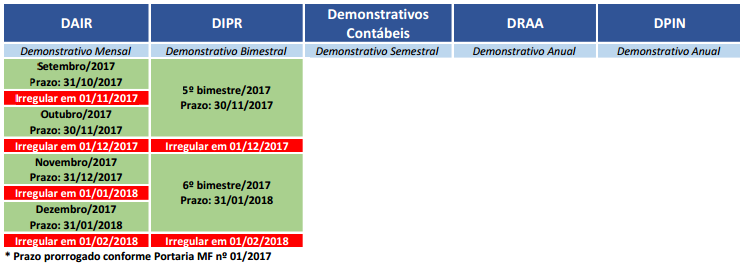 DAIR DIPR Demonstrativos Contábeis DRAA DPIN
Demonstrativo Mensal Demonstrativo Bimestral Demonstrativo Semestral Demonstrativo Anual Demonstrativo Anual
Setembro/2017
Prazo: 31/10/2017
Irregular em 01/11/2017
Outubro/2017
Prazo: 30/11/2017
5º bimestre/2017
Prazo: 30/11/2017
Irregular em 01/12/2017 Irregular em 01/12/2017
Novembro/2017
Prazo: 31/12/2017
Irregular em 01/01/2018
Dezembro/2017
Prazo: 31/01/2018
6º bimestre/2017
Prazo: 31/01/2018
Irregular em 01/02/2018 Irregular em 01/02/2018
* Prazo prorrogado conforme Portaria MF nº 01/2017